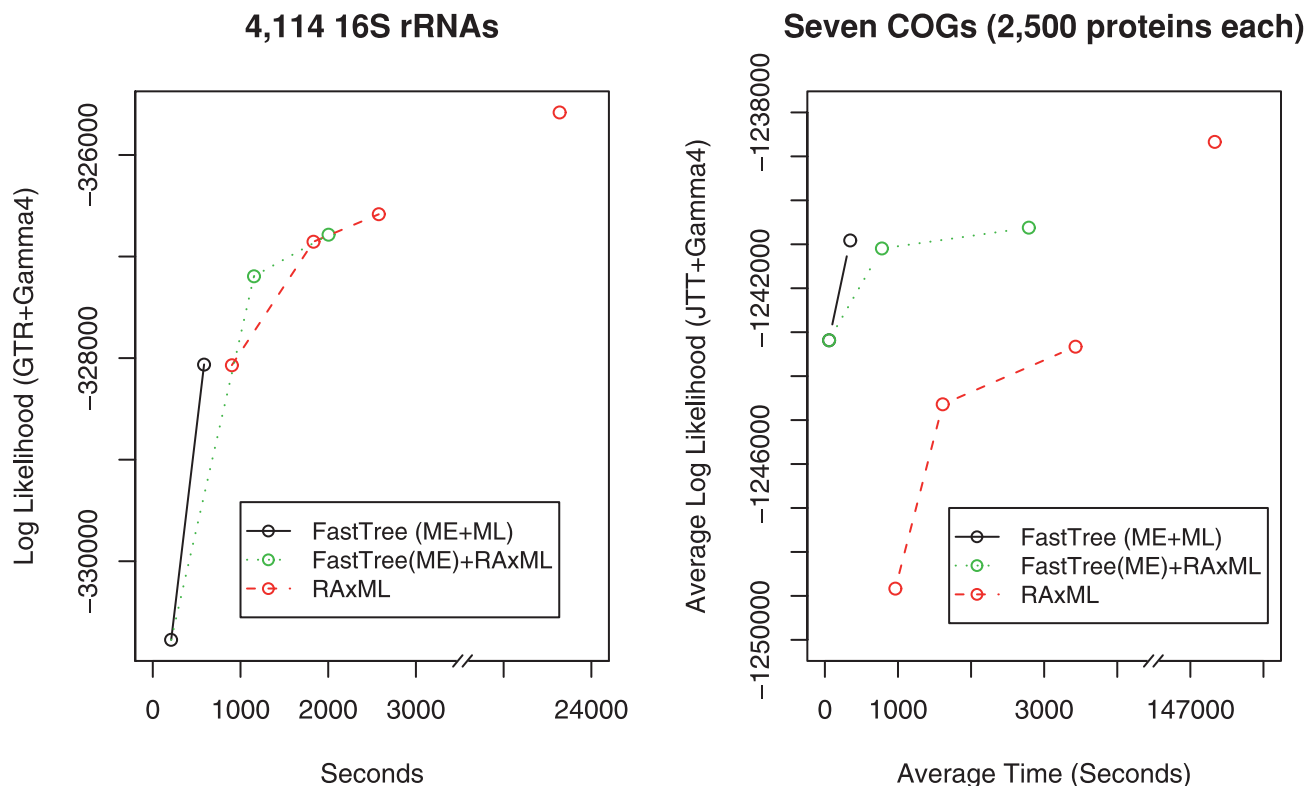 4,114 16S rRNAs
Log Likelihood (GTR+Gamma4)
−326000
−328000
−330000
FastTree (ME+ML)
FastTree(ME)+RAxML
RAxML
0 1000 2000 3000 24000
Seconds
Seven COGs (2,500 proteins each)
Average Log Likelihood (JTT+Gamma4)
−1238000
−1242000
−1246000
−1250000
FastTree (ME+ML)
FastTree(ME)+RAxML
RAxML
0 1000 3000 147000
Average Time (Seconds)